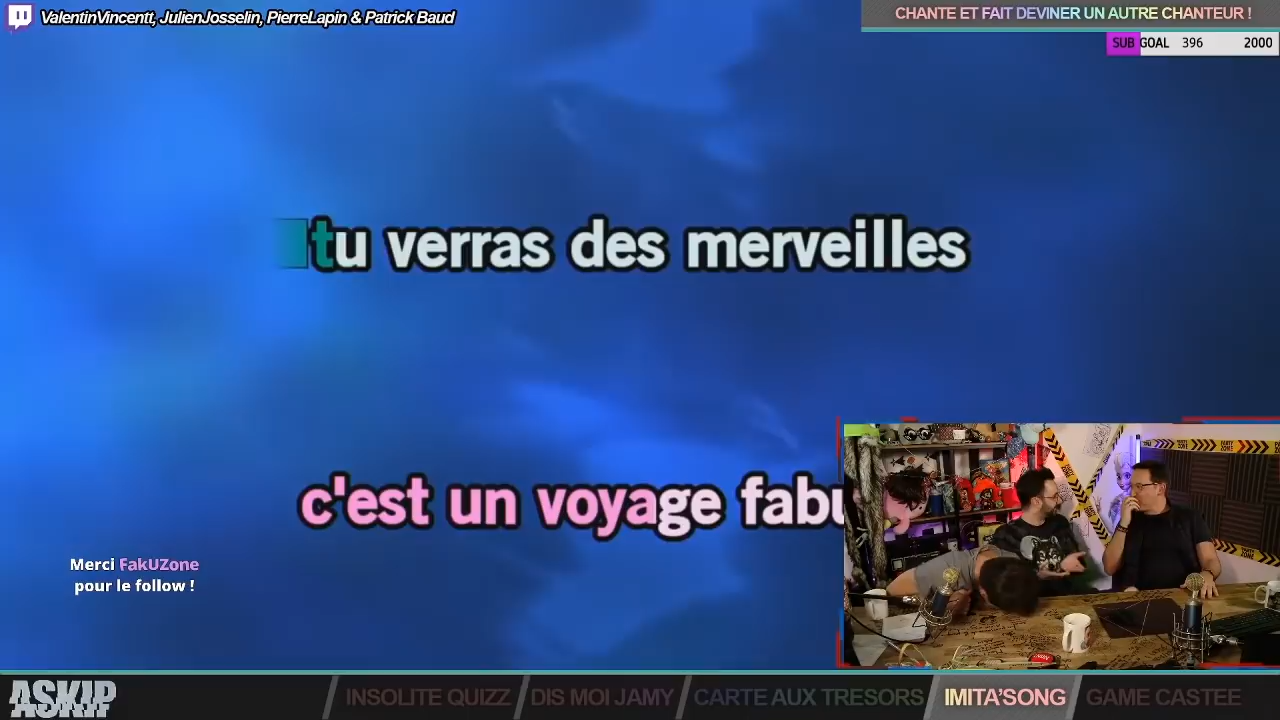 ValentinVincentt, JulienJosselin, PierreLapin & Patrick Baud
CHANTE ET FAIT DEVINER UN AUTRE CHANTEUR !
SUB GOAL 396 2000
tu verras des merveilles
c'est un voyage fabu
Merci FakUZone
pour le follow !
ASKIP
INSOLITE QUIZZ DIS MOI JAMY CARTE AUX TRESORS IMITA'SONG GAME CASTEE